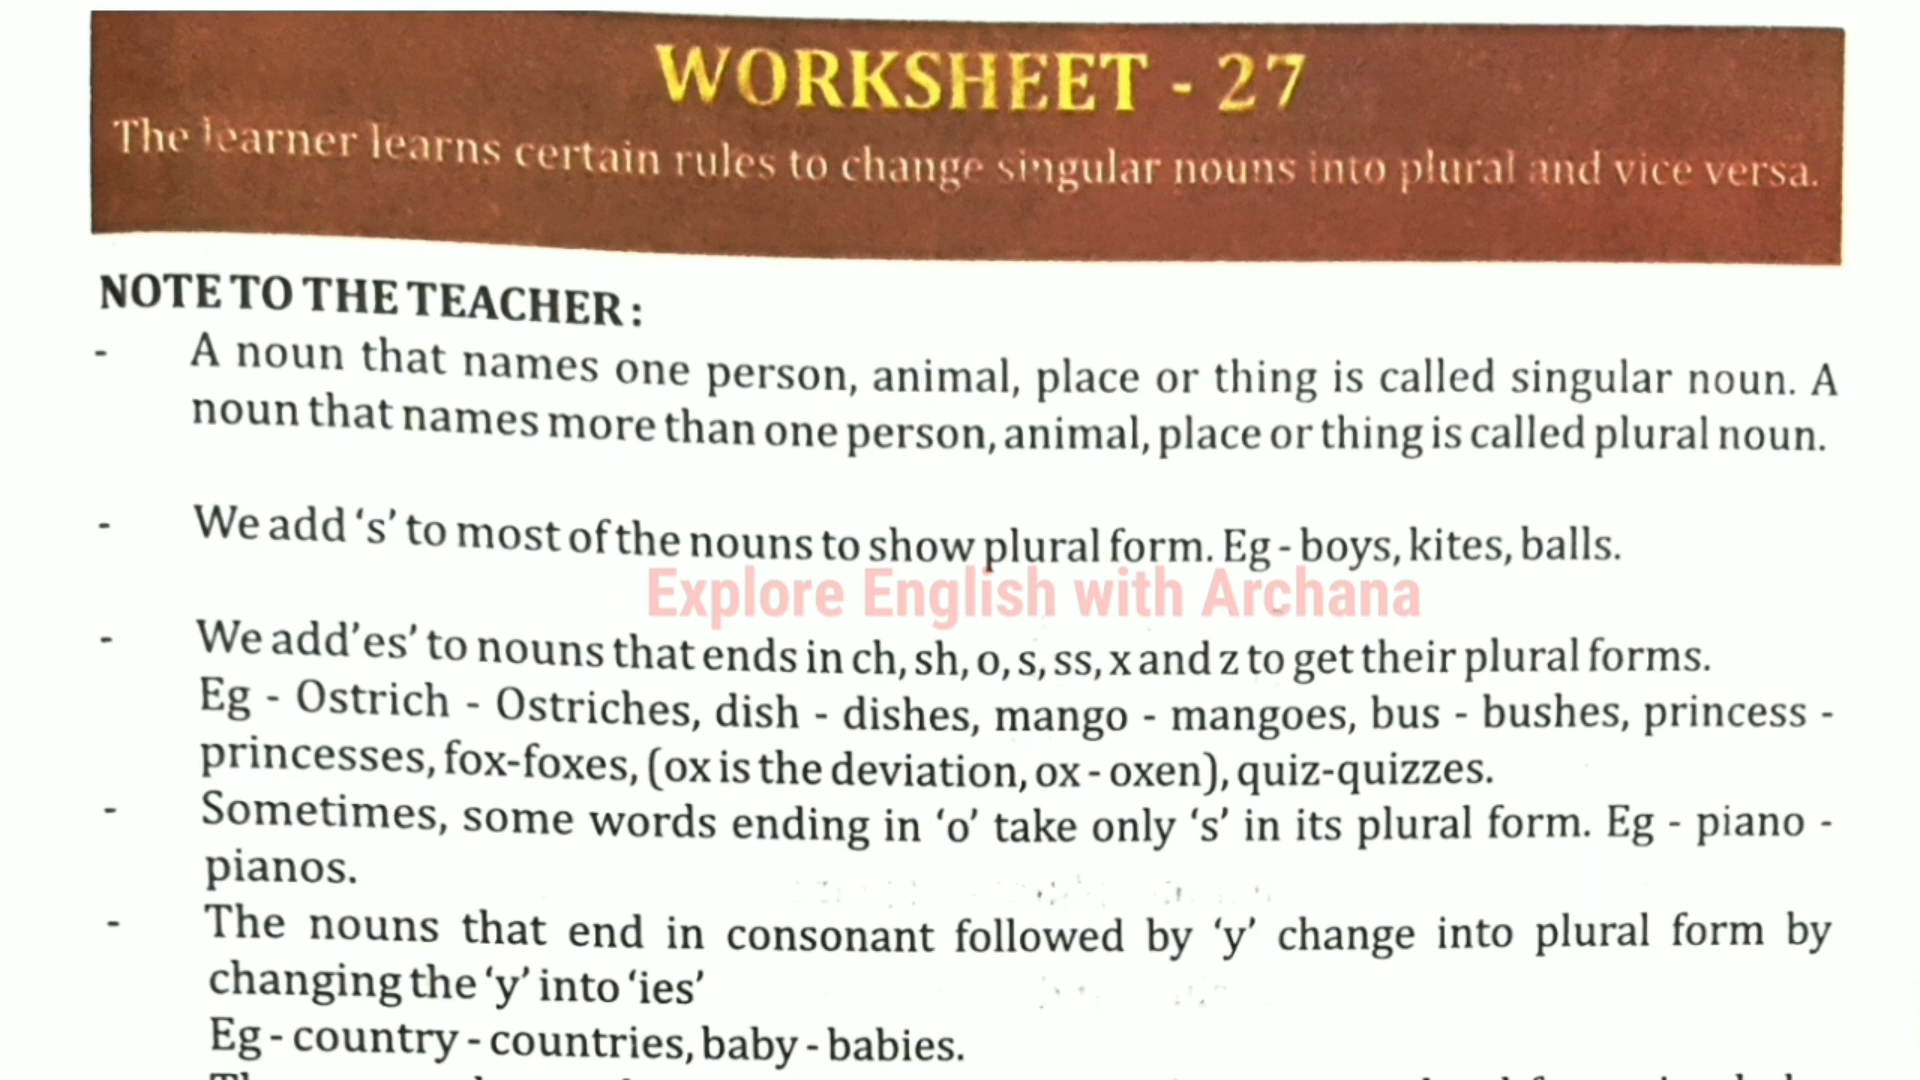 WORKSHEET - 27
The learner learns certain rules to change singular nouns into plural and vice versa.
NOTE TO THE TEACHER :
- A noun that names one person, animal, place or thing is called singular noun. A
noun that names more than one person, animal, place or thing is called plural noun.
- We add ‘s’ to most of the nouns to show plural form. Eg - boys, kites, balls.
Explore English with Archana
- We add’es’ to nouns that ends in ch, sh, o, s, ss, x and z to get their plural forms.
Eg - Ostrich - Ostriches, dish - dishes, mango - mangoes, bus - bushes, princess -
princesses, fox-foxes, (ox is the deviation, ox - oxen), quiz-quizzes.
- Sometimes, some words ending in ‘o’ take only ‘s’ in its plural form. Eg - piano -
pianos.
- The nouns that end in consonant followed by ‘y’ change into plural form by
changing the ‘y’ into ‘ies’
Eg - country - countries, baby - babies.